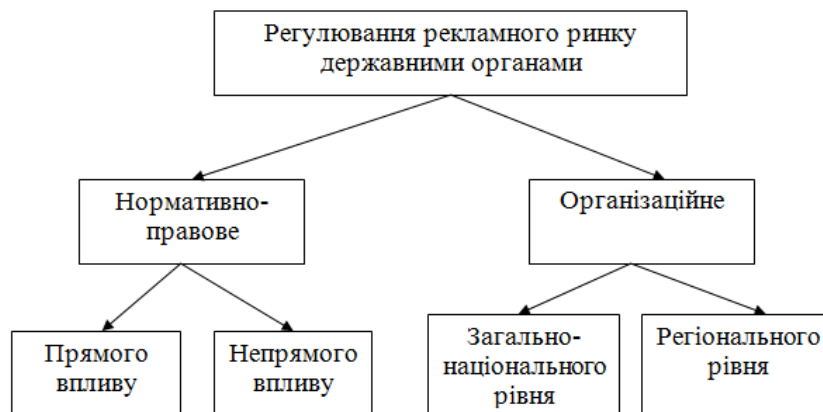 Регулювання рекламного ринку
державними органами
Нормативно-
правове
Організаційне
Прямого
впливу
Непрямого
впливу
Загально-
національного
рівня
Регіонального
рівня